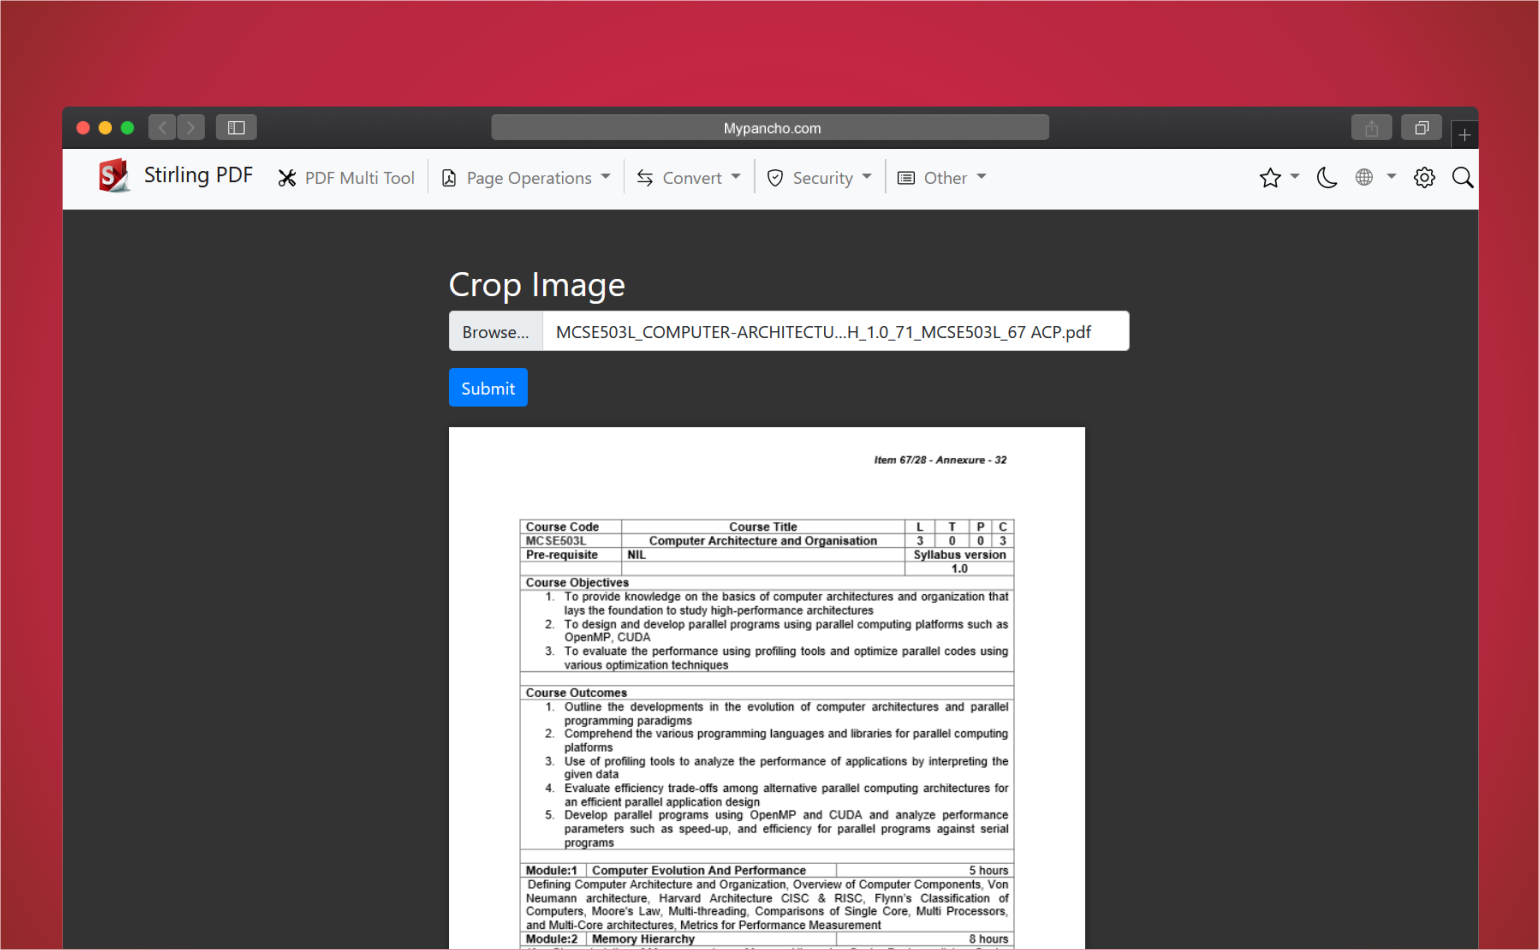 Mypancho.com
Stirling PDF PDF Multi Tool Page Operations Convert Security Other
Crop Image
Browse... MCSE503L_COMPUTER-ARCHITECTU...H_1.0_71_MCSE503L_67 ACP.pdf
Submit
Item 67/28 - Annexure - 32
Course Code Course Title L T P C
MCSE503L Computer Architecture and Organisation 3 0 0 3
Pre-requisite NIL Syllabus version
1.0
Course Objectives
1. To provide knowledge on the basics of computer architectures and organization that
lays the foundation to study high-performance architectures
2. To design and develop parallel programs using parallel computing platforms such as
OpenMP, CUDA
3. To evaluate the performance using profiling tools and optimize parallel codes using
various optimization techniques
Course Outcomes
1. Outline the developments in the evolution of computer architectures and parallel
programming paradigms
2. Comprehend the various programming languages and libraries for parallel computing
platforms
3. Use of profiling tools to analyze the performance of applications by interpreting the
given data
4. Evaluate efficiency trade-offs among alternative parallel computing architectures for
an efficient parallel application design
5. Develop parallel programs using OpenMP and CUDA and analyze performance
parameters such as speed-up, and efficiency for parallel programs against serial
programs
Module:1 Computer Evolution And Performance 5 hours
Defining Computer Architecture and Organization, Overview of Computer Components, Von
Neumann architecture, Harvard Architecture CISC & RISC, Flynn's Classification of
Computers, Moore's Law, Multi-threading, Comparisons of Single Core, Multi Processors,
and Multi-Core architectures, Metrics for Performance Measurement
Module:2 Memory Hierarchy 8 hours